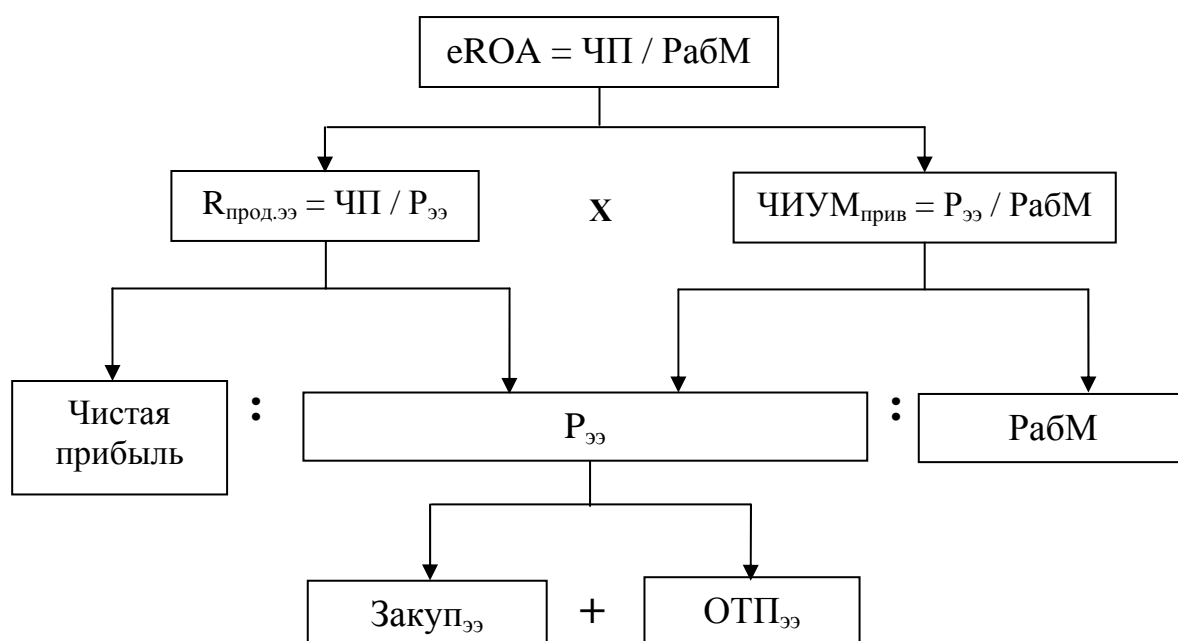 eROA = ЧП / РабМ
Rпрод.ээ = ЧП / Рээ
х
ЧИУМприв = Рээ / РабМ
Чистая
прибыль
:
Рээ
:
РабМ
Закупээ
+
ОТПээ